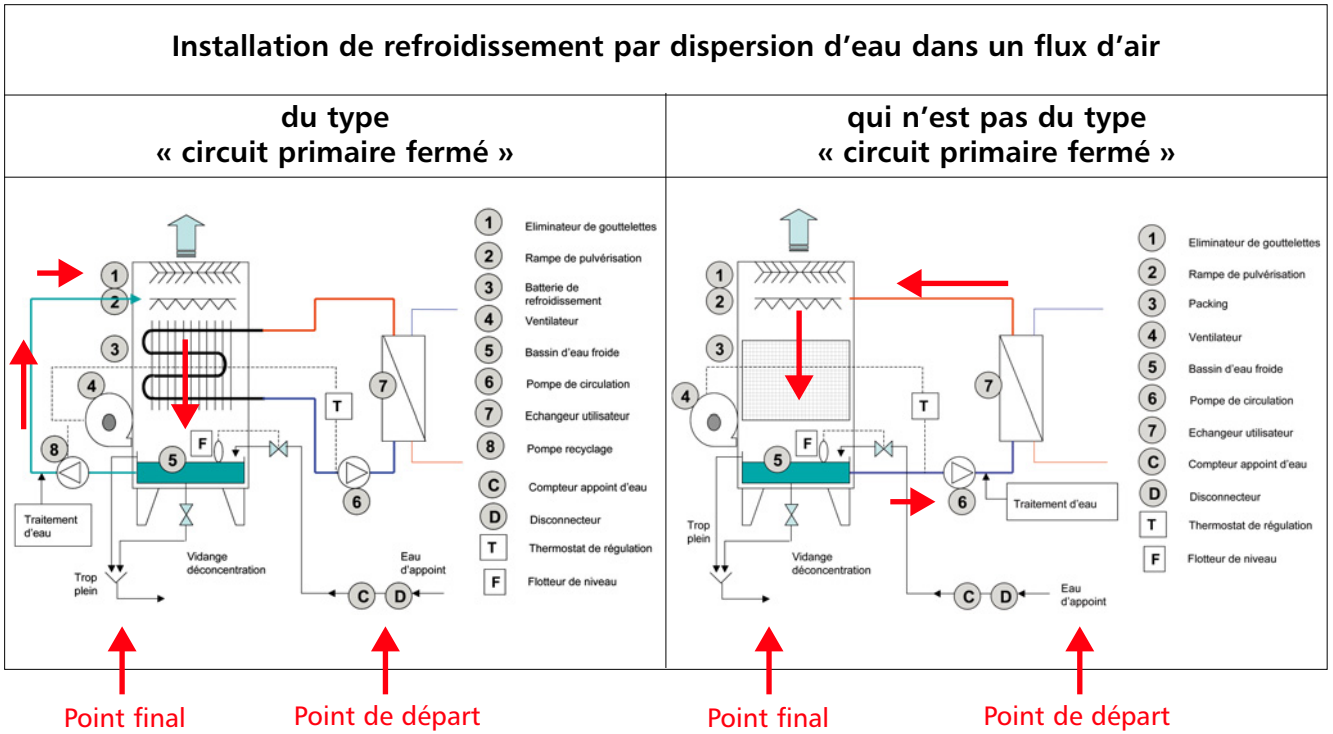 Installation de refroidissement par dispersion d’eau dans un flux d’air
du type
« circuit primaire fermé »
1
2
3
4
5
6
7
8
T
F
C
D
Traitement
d’eau
Trop
plein
Vidange
déconcentration
Eau
d’appoint
1 Eliminateur de gouttelettes
2 Rampe de pulvérisation
3 Batterie de
refroidissement
4 Ventilateur
5 Bassin d’eau froide
6 Pompe de circulation
7 Echangeur utilisateur
8 Pompe recyclage
C Compteur appoint d’eau
D Disconnecteur
T Thermostat de régulation
F Flotteur de niveau
Point final
Point de départ
qui n’est pas du type
« circuit primaire fermé »
1
2
3
4
5
6
7
T
F
C
D
Traitement d’eau
Trop
plein
Vidange
déconcentration
Eau
d’appoint
1 Eliminateur de gouttelettes
2 Rampe de pulvérisation
3 Packing
4 Ventilateur
5 Bassin d’eau froide
6 Pompe de circulation
7 Echangeur utilisateur
C Compteur appoint d’eau
D Disconnecteur
T Thermostat de régulation
F Flotteur de niveau
Point final
Point de départ